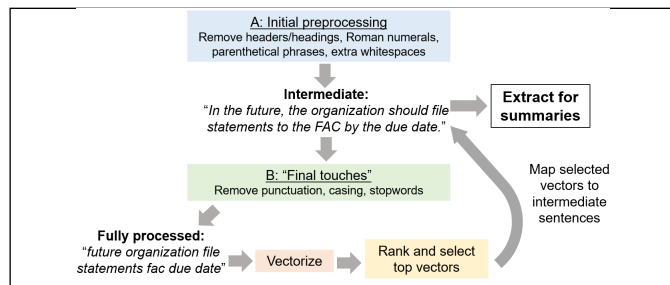 A: Initial preprocessing
Remove headers/headings, Roman numerals,
parenthetical phrases, extra whitespaces
Intermediate:
“In the future, the organization should file
statements to the FAC by the due date.”
Extract for
summaries
B: “Final touches”
Remove punctuation, casing, stopwords
Map selected
vectors to
intermediate
sentences
Fully processed:
“future organization file
statements fac due date”
Vectorize
Rank and select
top vectors